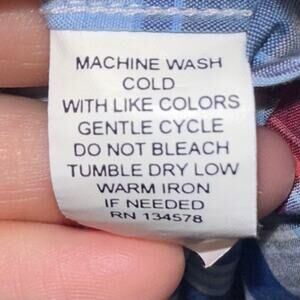 MACHINE WASH
COLD
WITH LIKE COLORS
GENTLE CYCLE
DO NOT BLEACH
TUMBLE DRY LOW
WARM IRON
IF NEEDED
RN 134578